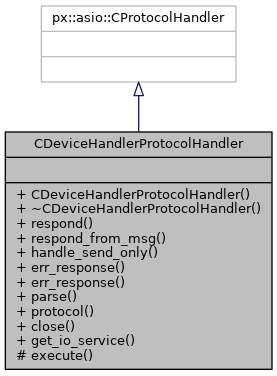 px::asio::CProtocolHandler
CDeviceHandlerProtocolHandler
+ CDeviceHandlerProtocolHandler()
+ ~CDeviceHandlerProtocolHandler()
+ respond()
+ respond_from_msg()
+ handle_send_only()
+ err_response()
+ err_response()
+ parse()
+ protocol()
+ close()
+ get_io_service()
# execute()